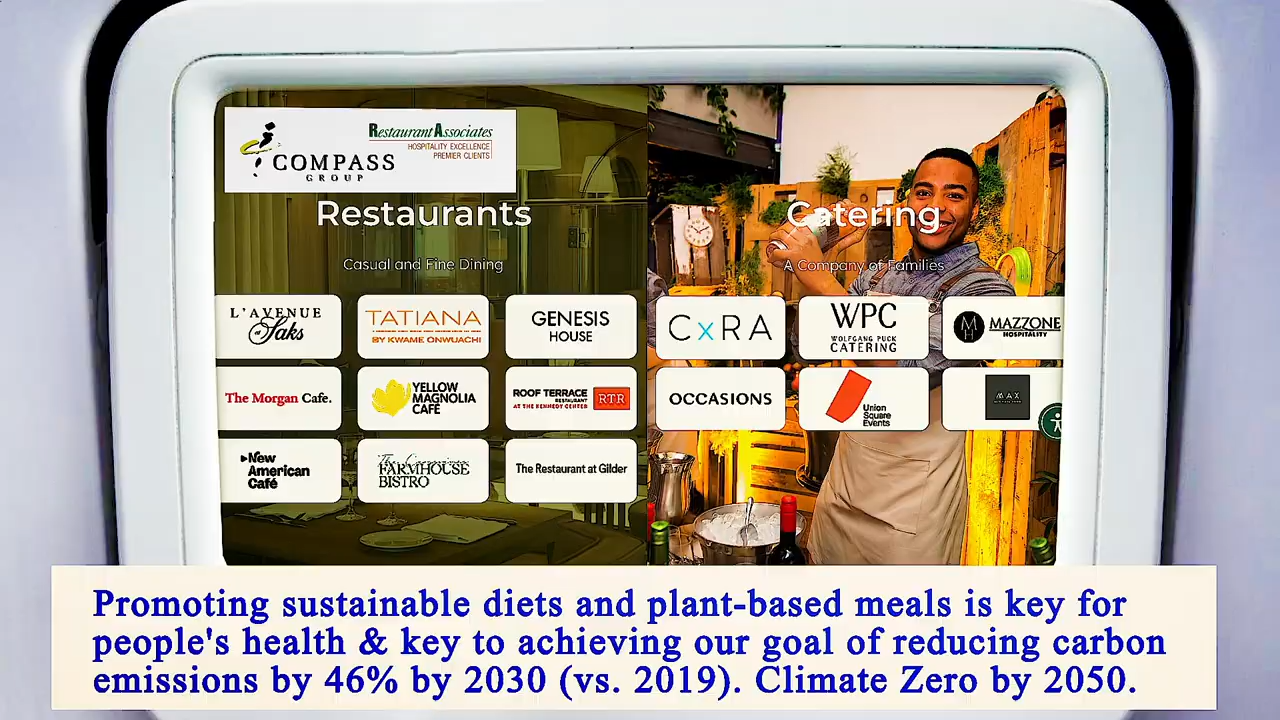 COMPASS
GROUP
Restaurant Associates
HOSPITALITY EXCELLENCE
PREMIER CLIENTS
Restaurants
Casual and Fine Dining
L'AVENUE
at Saks
TATIANA
BY KWAME ONWUACHI
GENESIS
HOUSE
The Morgan Cafe.
YELLOW
MAGNOLIA
CAFÉ
ROOF TERRACE
RESTAURANT
AT THE KENNEDY CENTER
RTR
New
American
Café
FARMHOUSE
BISTRO
The Restaurant at Gilder
Catering
A Company of Families
CxRA
WPC
WOLFGANG PUCK
CATERING
MH
MAZZONE
HOSPITALITY
OCCASIONS
Union
Square
Events
MAX
Promoting sustainable diets and plant-based meals is key for
people's health & key to achieving our goal of reducing carbon
emissions by 46% by 2030 (vs. 2019). Climate Zero by 2050.